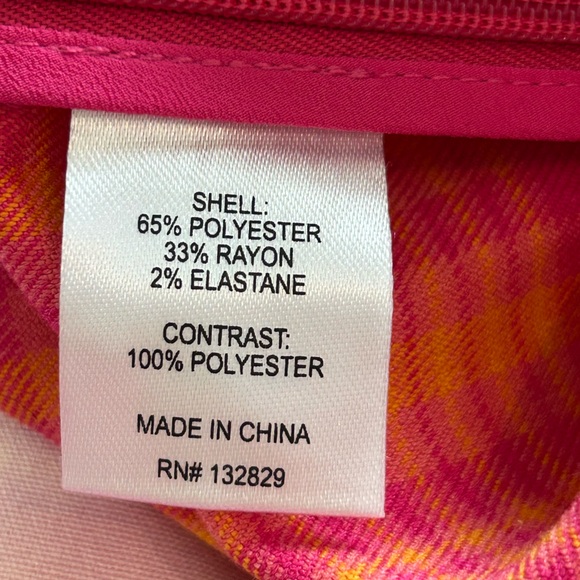 SHELL:
65% POLYESTER
33% RAYON
2% ELASTANE
CONTRAST:
100% POLYESTER
MADE IN CHINA
RN# 132829